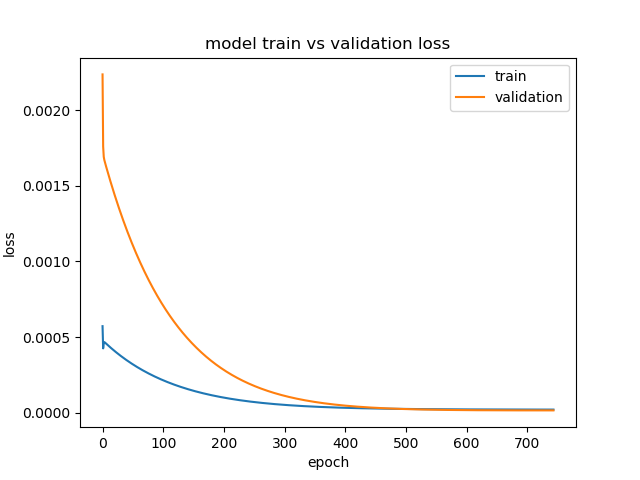 model train vs validation loss
train
validation
0.0020
0.0015
0.0010
0.0005
0.0000
loss
0 100 200 300 400 500 600 700
epoch